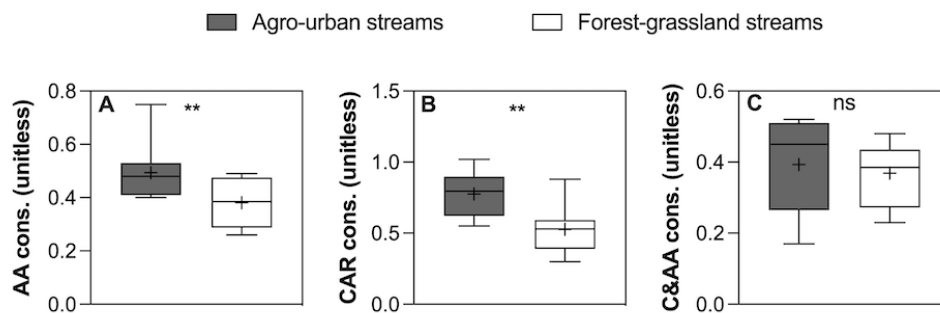 Agro-urban streams
Forest-grassland streams
AA cons. (unitless)
0.8
0.6
0.4
0.2
0.0
A
**
CAR cons. (unitless)
1.5
1.0
0.5
0.0
B
**
C&AA cons. (unitless)
0.6
0.4
0.2
0.0
C
ns